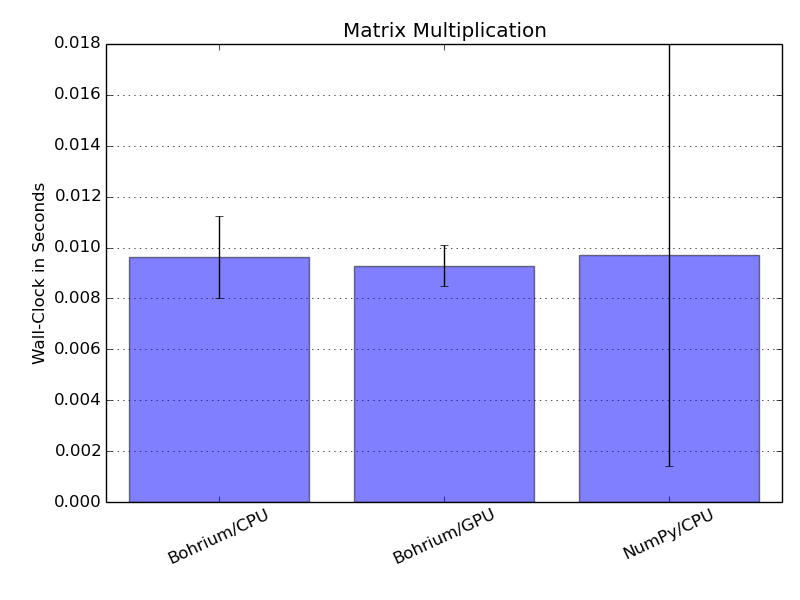 Matrix Multiplication
0.018
0.016
0.014
0.012
0.010
0.008
0.006
0.004
0.002
0.000
Wall-Clock in Seconds
Bohrium/CPU
Bohrium/GPU
NumPy/CPU